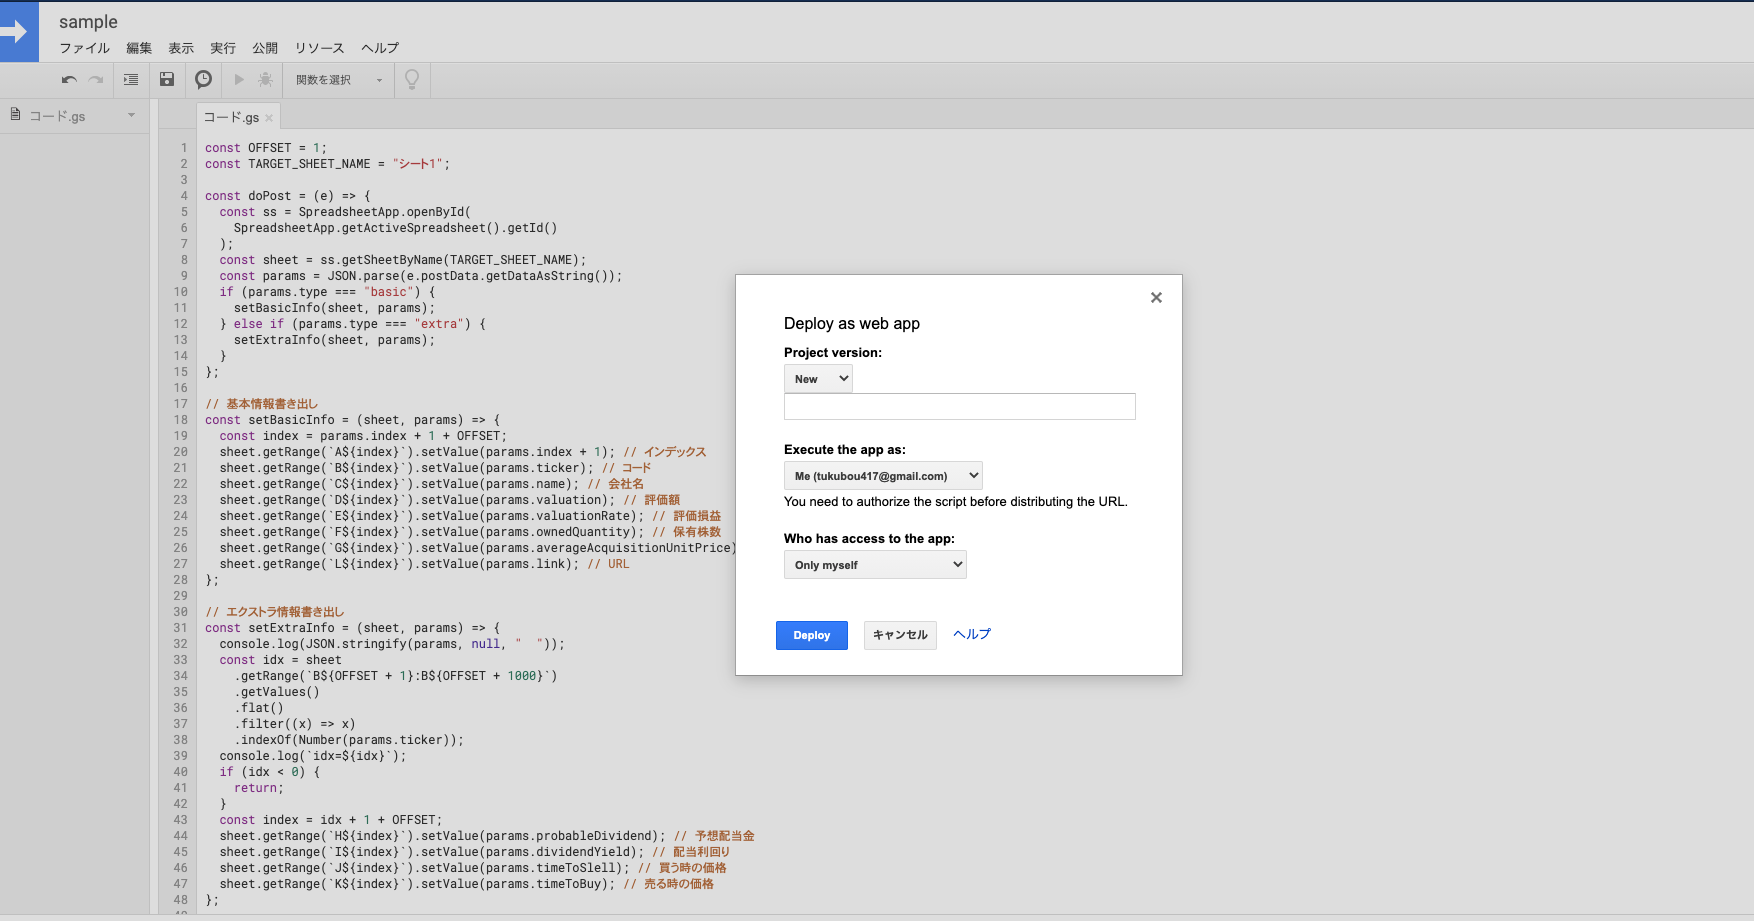 sample
ファイル 編集 表示 実行 公開 リソース ヘルプ
関数を選択
コード.gs
コード.gs ×
1 const OFFSET = 1;
2 const TARGET_SHEET_NAME = "シート1";
3
4 const doPost = (e) => {
5 const ss = SpreadsheetApp.openById(
6 SpreadsheetApp.getActiveSpreadsheet().getId()
7 );
8 const sheet = ss.getSheetByName(TARGET_SHEET_NAME);
9 const params = JSON.parse(e.postData.getDataAsString());
10 if (params.type === "basic") {
11 setBasicInfo(sheet, params);
12 } else if (params.type === "extra") {
13 setExtraInfo(sheet, params);
14 }
15 };
16
17 // 基本情報書き出し
18 const setBasicInfo = (sheet, params) => {
19 const index = params.index + 1 + OFFSET;
20 sheet.getRange(`A${index}`).setValue(params.index + 1); // インデックス
21 sheet.getRange(`B${index}`).setValue(params.ticker); // コード
22 sheet.getRange(`C${index}`).setValue(params.name); // 会社名
23 sheet.getRange(`D${index}`).setValue(params.valuation); // 評価額
24 sheet.getRange(`E${index}`).setValue(params.valuationRate); // 評価損益
25 sheet.getRange(`F${index}`).setValue(params.ownedQuantity); // 保有株数
26 sheet.getRange(`G${index}`).setValue(params.averageAcquisitionUnitPrice)
27 sheet.getRange(`L${index}`).setValue(params.link); // URL
28 };
29
30 // エクストラ情報書き出し
31 const setExtraInfo = (sheet, params) => {
32 console.log(JSON.stringify(params, null, "  "));
33 const idx = sheet
34 .getRange(`B${OFFSET + 1}:B${OFFSET + 1000}`)
35 .getValues()
36 .flat()
37 .filter((x) => x)
38 .indexOf(Number(params.ticker));
39 console.log(`idx=${idx}`);
40 if (idx < 0) {
41 return;
42 }
43 const index = idx + 1 + OFFSET;
44 sheet.getRange(`H${index}`).setValue(params.probableDividend); // 予想配当金
45 sheet.getRange(`I${index}`).setValue(params.dividendYield); // 配当利回り
46 sheet.getRange(`J${index}`).setValue(params.timeToSlell); // 買う時の価格
47 sheet.getRange(`K${index}`).setValue(params.timeToBuy); // 売る時の価格
48 };
Deploy as web app
Project version:
New
Execute the app as:
Me (tukubou417@gmail.com)
You need to authorize the script before distributing the URL.
Who has access to the app:
Only myself
Deploy キャンセル ヘルプ